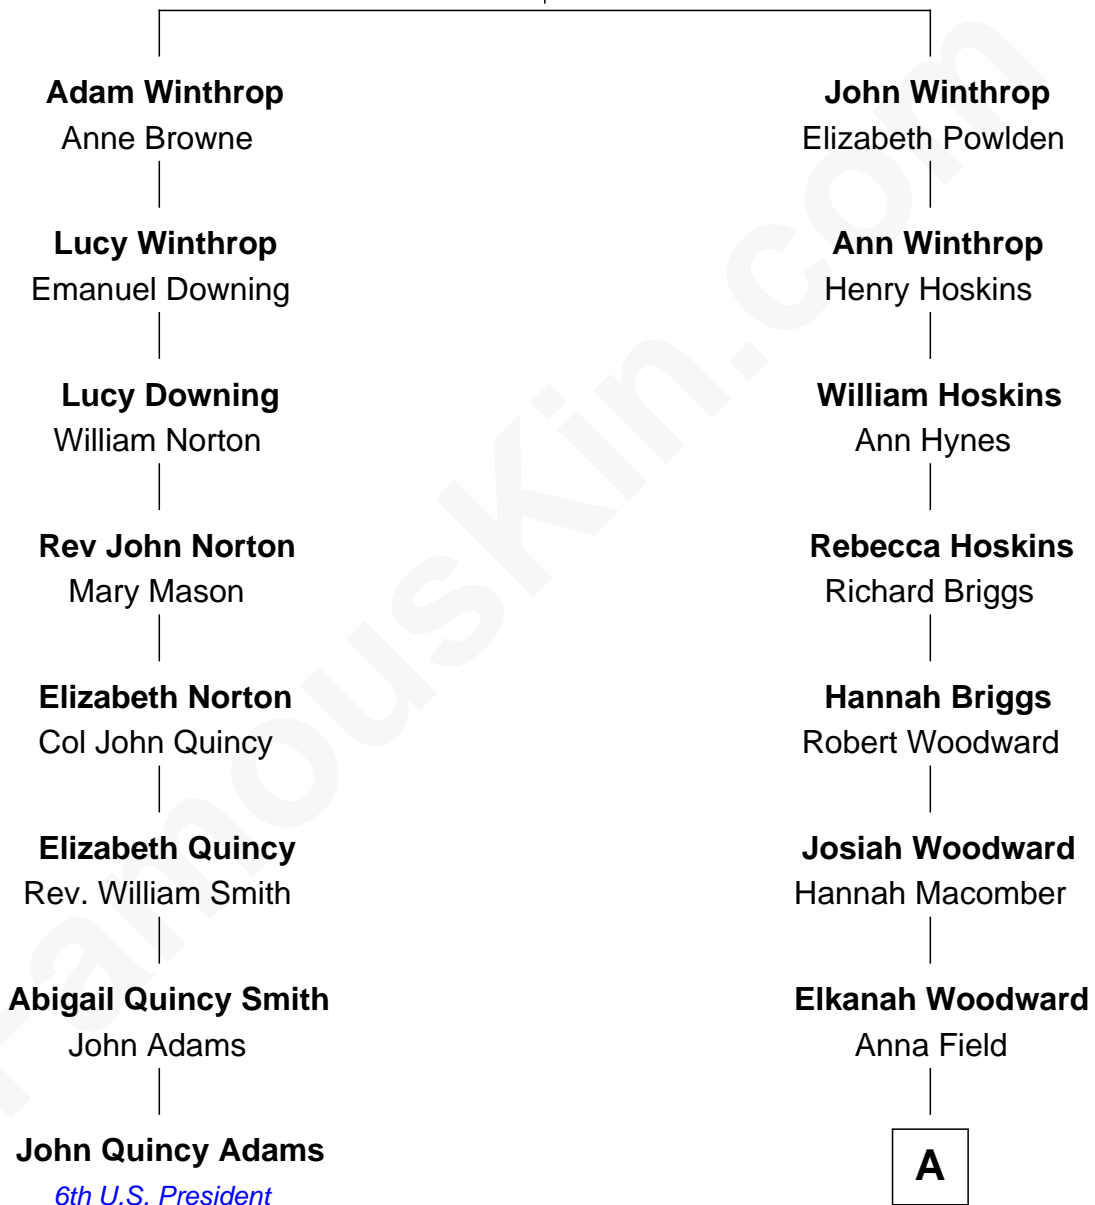 Adam Winthrop
Anne Browne
John Winthrop
Elizabeth Powlden
Lucy Winthrop
Emanuel Downing
Ann Winthrop
Henry Hoskins
Lucy Downing
William Norton
William Hoskins
Ann Hynes
Rev John Norton
Mary Mason
Rebecca Hoskins
Richard Briggs
Elizabeth Norton
Col John Quincy
Hannah Briggs
Robert Woodward
Elizabeth Quincy
Rev. William Smith
Josiah Woodward
Hannah Macomber
Abigail Quincy Smith
John Adams
Elkanah Woodward
Anna Field
John Quincy Adams
6th U.S. President
A
FamousKin.com